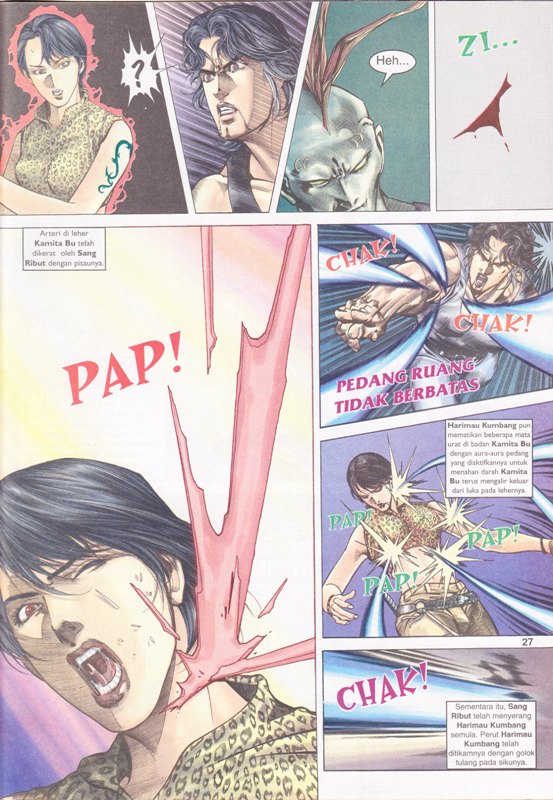 ?
Heh...
ZI...
Arteri di leher
Kamita Bu telah
dikerat oleh Sang
Ribut dengan pisaunya.
PAP!
CHAK!
CHAK!
PEDANG RUANG
TIDAK BERBATAS
Harimau Kumbang pun
mematikan beberapa mata
urat di badan Kamita Bu
dengan aura-aura pedang
yang diaktifkannya untuk
menahan darah Kamita
Bu terus mengalir keluar
dari luka pada lehernya.
PAP!
PAP!
PAP!
27
CHAK!
Sementara itu, Sang
Ribut telah menyerang
Harimau Kumbang
semula. Perut Harimau
Kumbang telah
ditikamnya dengan golok
tulang pada sikunya.